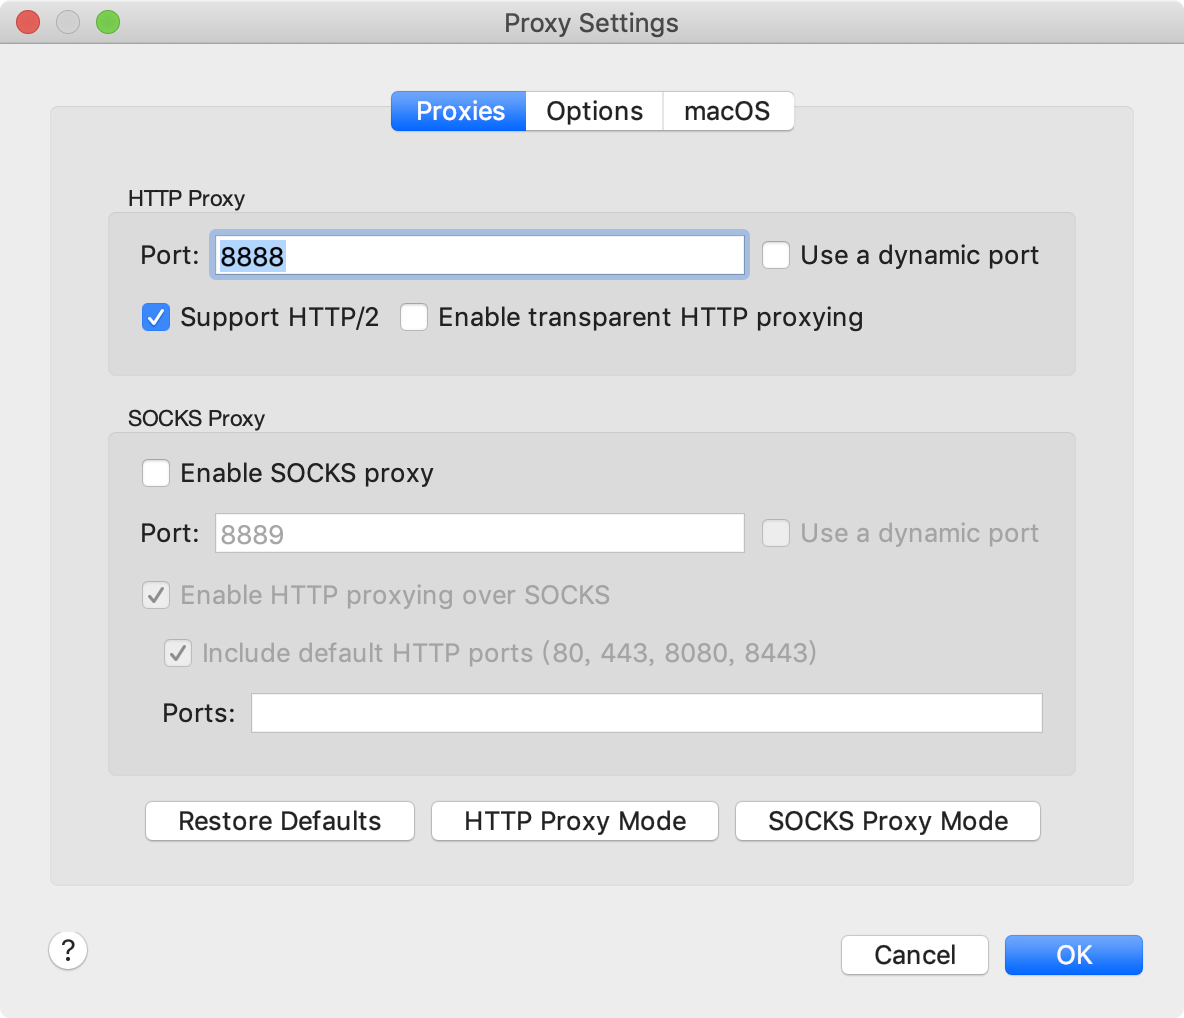 Proxy Settings
Proxies Options macOS
HTTP Proxy
Port: 8888 Use a dynamic port
Support HTTP/2 Enable transparent HTTP proxying
SOCKS Proxy
Enable SOCKS proxy
Port: 8889 Use a dynamic port
Enable HTTP proxying over SOCKS
Include default HTTP ports (80, 443, 8080, 8443)
Ports:
Restore Defaults HTTP Proxy Mode SOCKS Proxy Mode
? Cancel OK